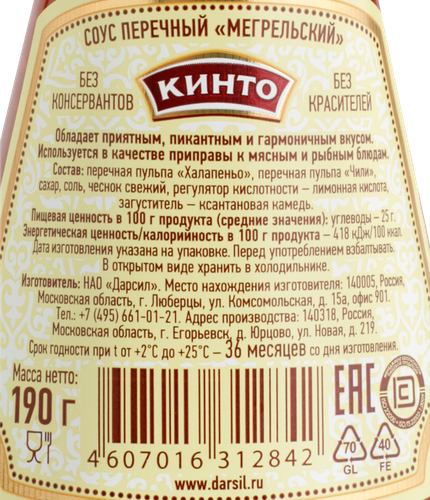 СОУС ПЕРЕЧНЫЙ «МЕГРЕЛЬСКИЙ»
БЕЗ КОНСЕРВАНТОВ
КИНТО
БЕЗ КРАСИТЕЛЕЙ
Обладает приятным, пикантным и гармоничным вкусом.
Используется в качестве приправы к мясным и рыбным блюдам.
Состав: перечная пульпа «Халапеньо», перечная пульпа «Чили»,
сахар, соль, чеснок свежий, регулятор кислотности – лимонная кислота,
загуститель – ксантановая камедь.
Пищевая ценность в 100 г продукта (средние значения): углеводы – 25 г.
Энергетическая ценность/калорийность в 100 г продукта – 418 кДж/100 ккал.
Дата изготовления указана на упаковке. Перед употреблением взбалтывать.
В открытом виде хранить в холодильнике.
Изготовитель: НАО «Дарсил». Место нахождения изготовителя: 140005, Россия,
Московская область, г. Люберцы, ул. Комсомольская, д. 15а, офис 901.
Тел.: +7 (495) 661-01-21. Адрес производства: 140318, Россия,
Московская область, г. Егорьевск, д. Юрцово, ул. Новая, д. 219.
Срок годности при t от +2°С до +25°С – 36 месяцев со дня изготовления.
Масса нетто:
190 г
EAC
4 607016 312842
70
GL
40
FE
www.darsil.ru